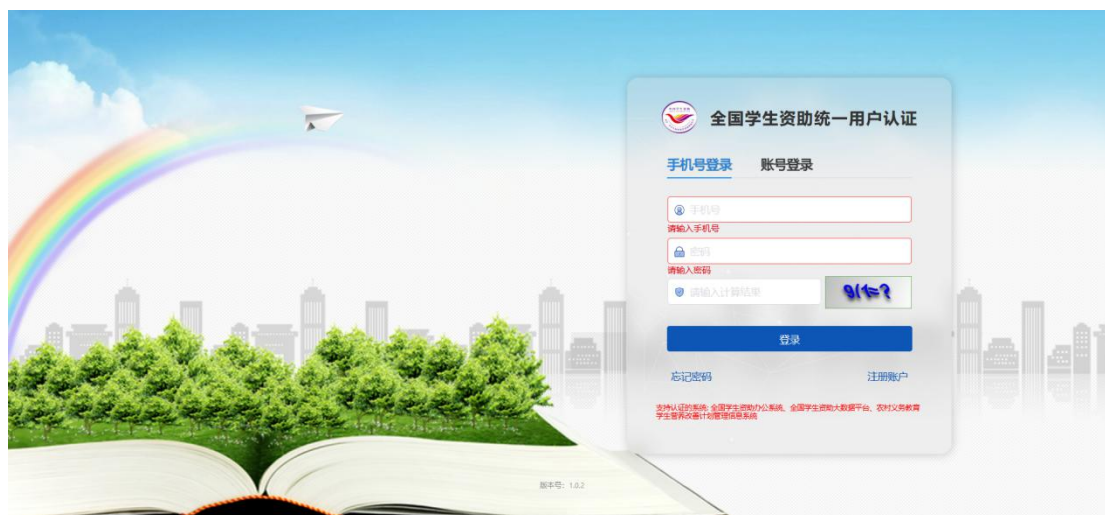 全国学生资助统一用户认证
手机号登录 账号登录
手机号
请输入手机号
密码
请输入密码
请输入计算结果 9/1=?
登录
忘记密码 注册账户
支持认证的系统: 全国学生资助办公系统、全国学生资助大数据平台、农村义务教育
学生营养改善计划管理信息系统
版本号: 1.0.2